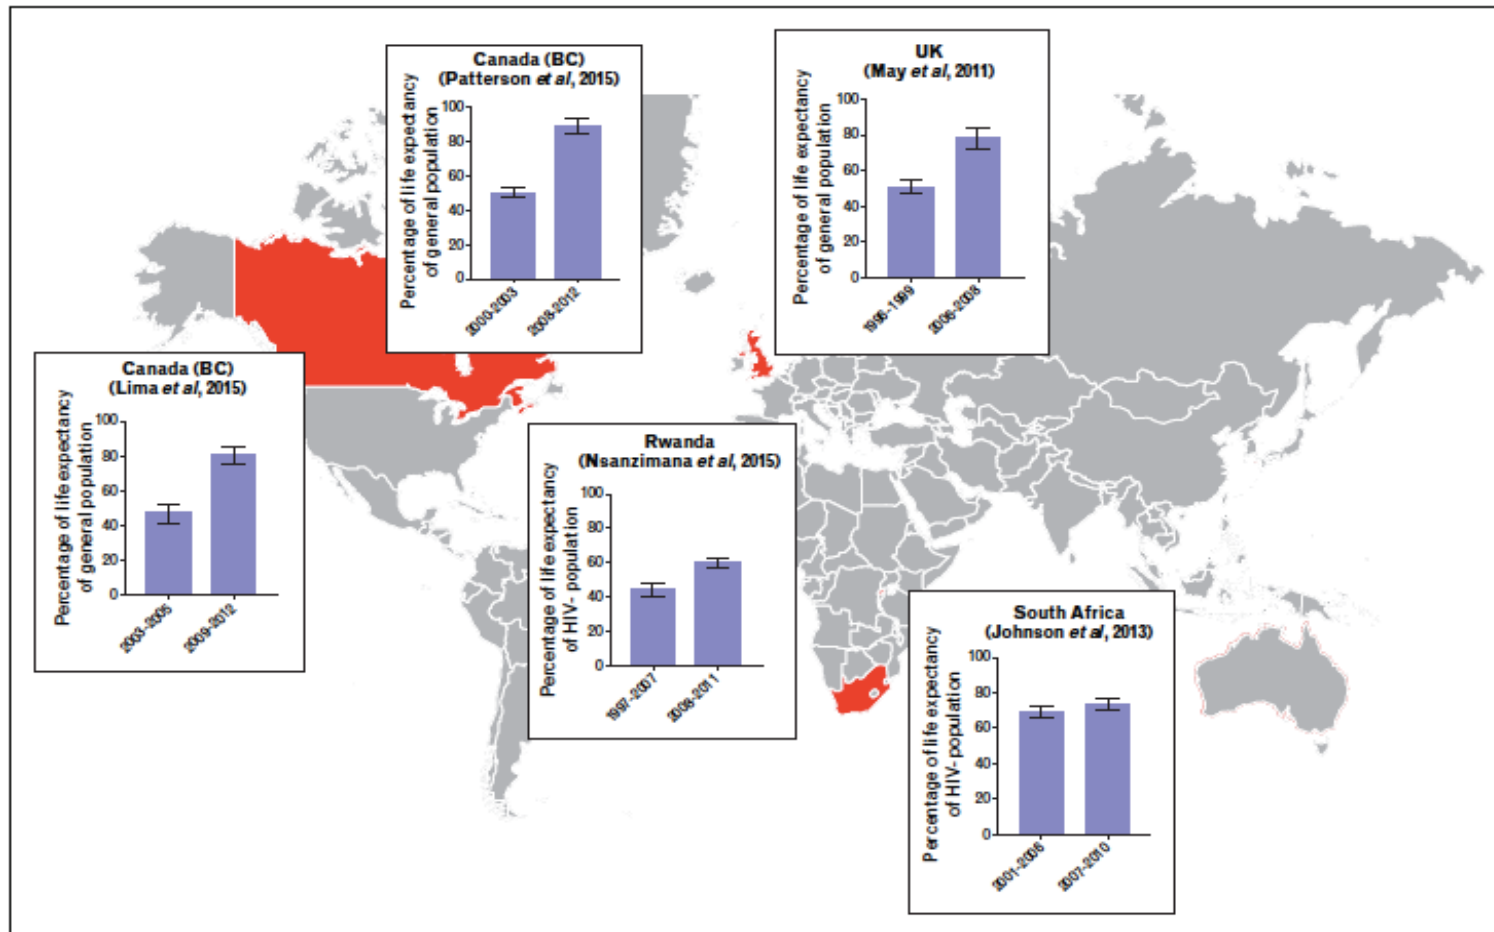 Canada (BC)
(Patterson et al, 2015)
Percentage of life expectancy
of general population
100
80
60
40
20
0
2000-2003
2008-2012
UK
(May et al, 2011)
Percentage of life expectancy
of general population
100
80
60
40
20
0
1996-1999
2006-2008
Canada (BC)
(Lima et al, 2015)
Percentage of life expectancy
of general population
100
80
60
40
20
0
2009-2012
Rwanda
(Nsanzimana et al, 2015)
Percentage of life expectancy
of HIV- population
100
80
60
40
20
0
1997-2007
2008-2011
South Africa
(Johnson et al, 2013)
Percentage of life expectancy
of HIV- population
100
80
60
40
20
0
2001-2006
2007-2010